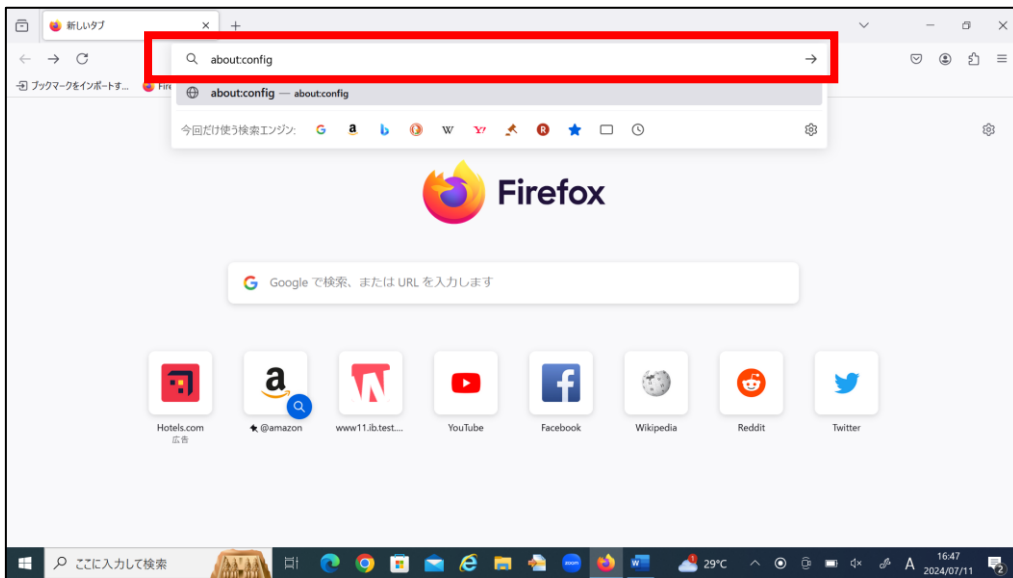 新しいタブ
about:config
ブックマークをインポートす...
Fire
about:config — about:config
今回だけ使う検索エンジン:
Firefox
Google で検索、または URL を入力します
Hotels.com
広告
@amazon
www11.ib.test....
YouTube
Facebook
Wikipedia
Reddit
Twitter
ここに入力して検索
29°C
A
16:47
2024/07/11
2